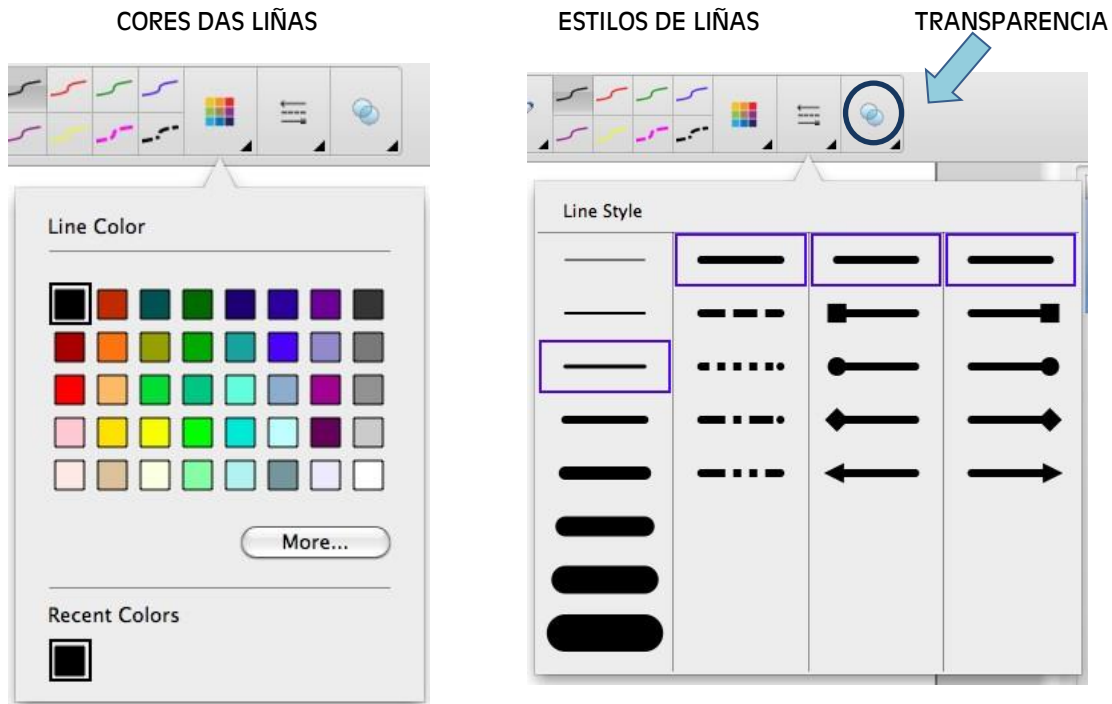 CORES DAS LIÑAS
ESTILOS DE LIÑAS
TRANSPARENCIA
Line Color
More...
Recent Colors
Line Style